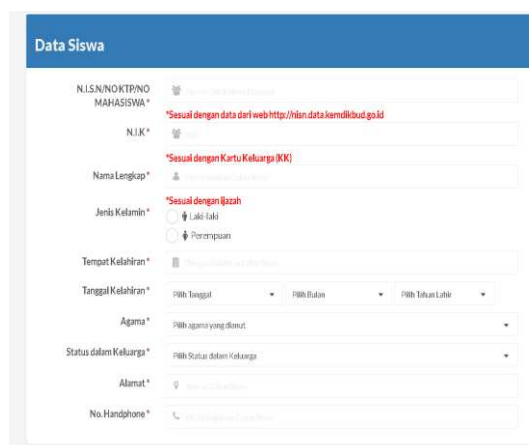 Data Siswa
N.I.S.N/NO KTP/NO
MAHASISWA *
*Sesuai dengan data dari web http://nisn.data.kemdikbud.go.id
N.I.K *
*Sesuai dengan Kartu Keluarga (KK)
Nama Lengkap *
*Sesuai dengan ijazah
Jenis Kelamin *
Laki-laki
Perempuan
Tempat Kelahiran *
Tanggal Kelahiran *
Pilih Tanggal
Pilih Bulan
Pilih Tahun Lahir
Agama *
Pilih agama yang dianut
Status dalam Keluarga *
Pilih Status dalam Keluarga
Alamat *
No. Handphone *